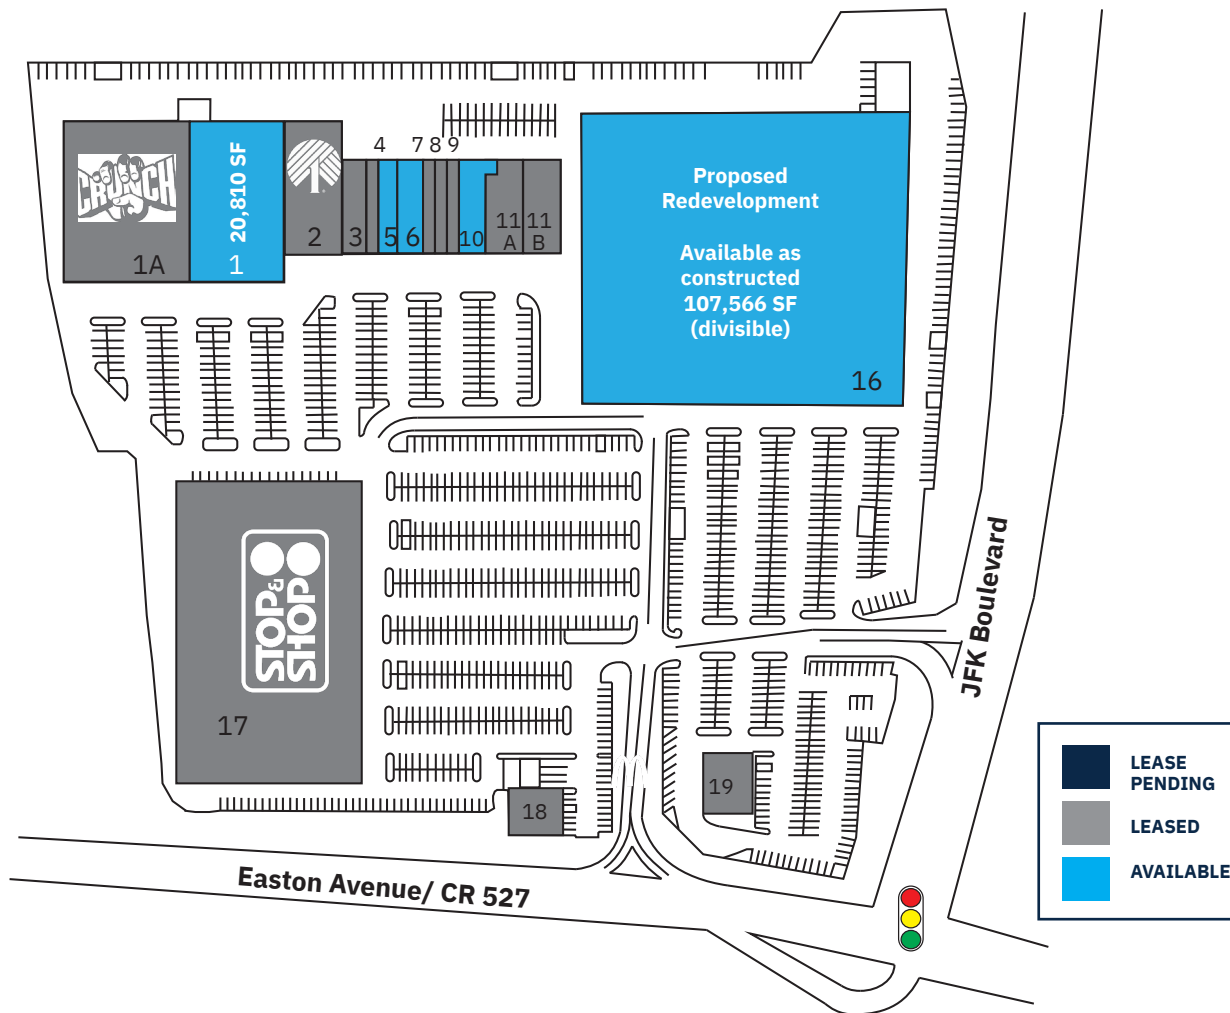 4
7
8
9
CRUNCH
20,810 SF
1A
1
2
3
5
6
10
11
A
11
B
Proposed
Redevelopment
Available as
constructed
107,566 SF
(divisible)
16
STOP &
SHOP
17
18
19
JFK Boulevard
Easton Avenue/ CR 527
LEASE
PENDING
LEASED
AVAILABLE